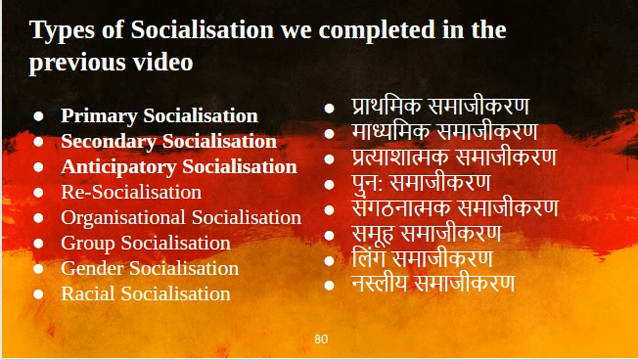 Types of Socialisation we completed in the
previous video
● Primary Socialisation
● Secondary Socialisation
● Anticipatory Socialisation
● Re-Socialisation
● Organisational Socialisation
● Group Socialisation
● Gender Socialisation
● Racial Socialisation
● प्राथमिक समाजीकरण
● माध्यमिक समाजीकरण
● प्रत्याशात्मक समाजीकरण
● पुन: समाजीकरण
● संगठनात्मक समाजीकरण
● समूह समाजीकरण
● लिंग समाजीकरण
● नस्लीय समाजीकरण
80